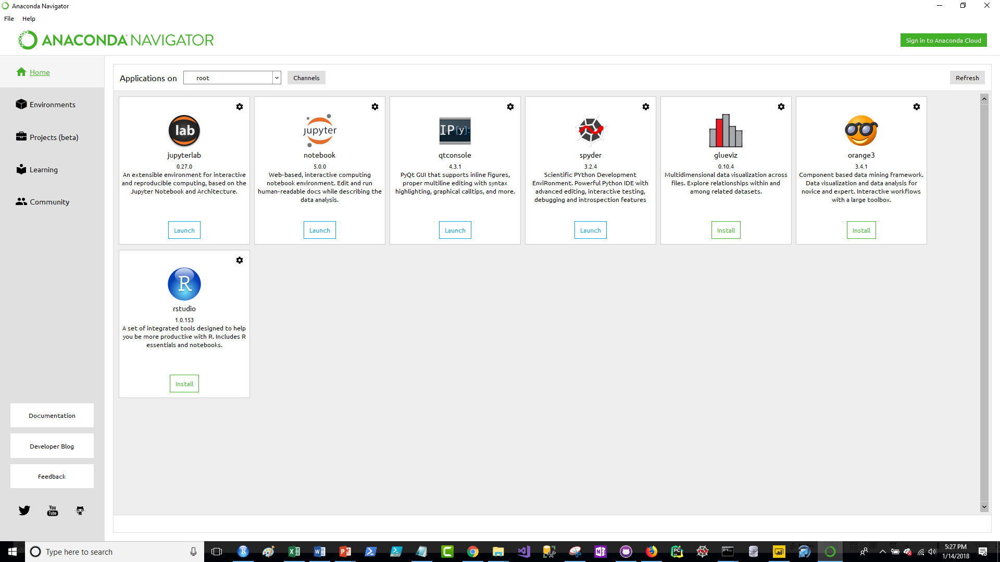 Anaconda Navigator
File Help
ANACONDA NAVIGATOR
Sign in to Anaconda Cloud
Home
Environments
Projects (beta)
Learning
Community
Documentation
Developer Blog
Feedback
You
Tube
Applications on root Channels Refresh
lab
jupyterlab
0.27.0
An extensible environment for interactive
and reproducible computing, based on the
Jupyter Notebook and Architecture.
Launch
jupyter
notebook
5.0.0
Web-based, interactive computing
notebook environment. Edit and run
human-readable docs while describing the
data analysis.
Launch
IP[y]:
qtconsole
4.3.1
PyQt GUI that supports inline figures,
proper multiline editing with syntax
highlighting, graphical calltips, and more.
Launch
spyder
3.2.4
Scientific PYthon Development
EnviRonment. Powerful Python IDE with
advanced editing, interactive testing,
debugging and introspection features
Launch
glueviz
0.10.4
Multidimensional data visualization across
files. Explore relationships within and
among related datasets.
Install
orange3
3.4.1
Component based data mining framework.
Data visualization and data analysis for
novice and expert. Interactive workflows
with a large toolbox.
Install
R
rstudio
1.0.153
A set of integrated tools designed to help
you be more productive with R. Includes R
essentials and notebooks.
Install
Type here to search
5:27 PM
1/14/2018